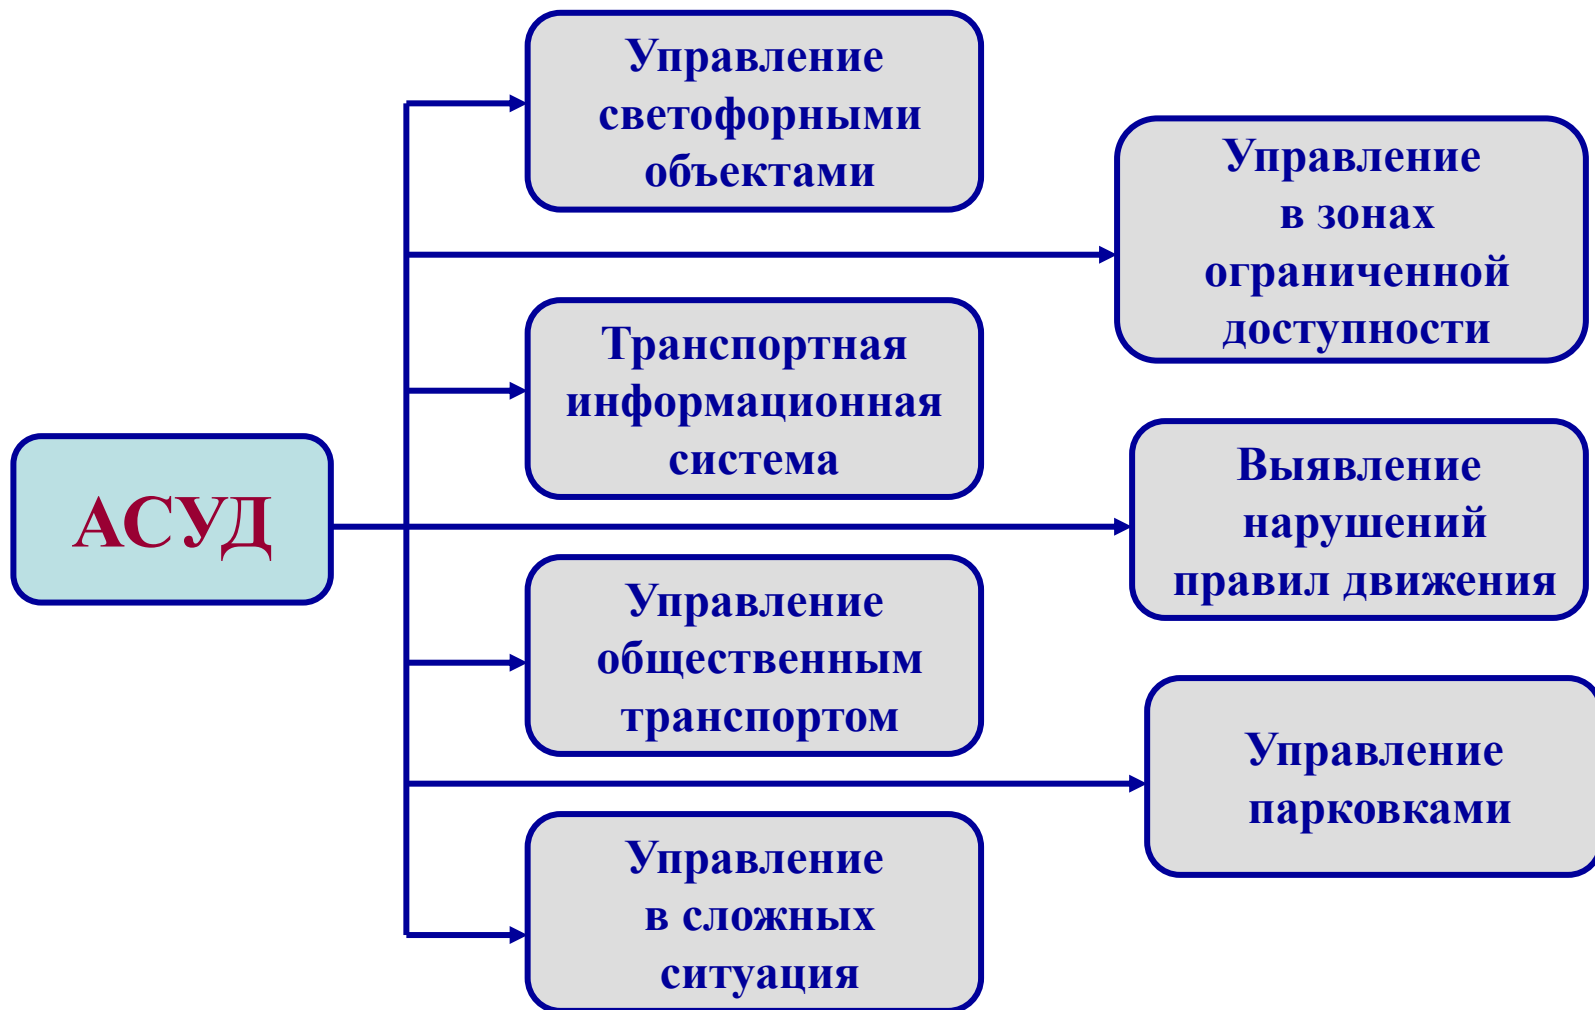 Управление
светофорными
объектами
Управление
в зонах
ограниченной
доступности
Транспортная
информационная
система
АСУД
Выявление
нарушений
правил движения
Управление
общественным
транспортом
Управление
парковками
Управление
в сложных
ситуация